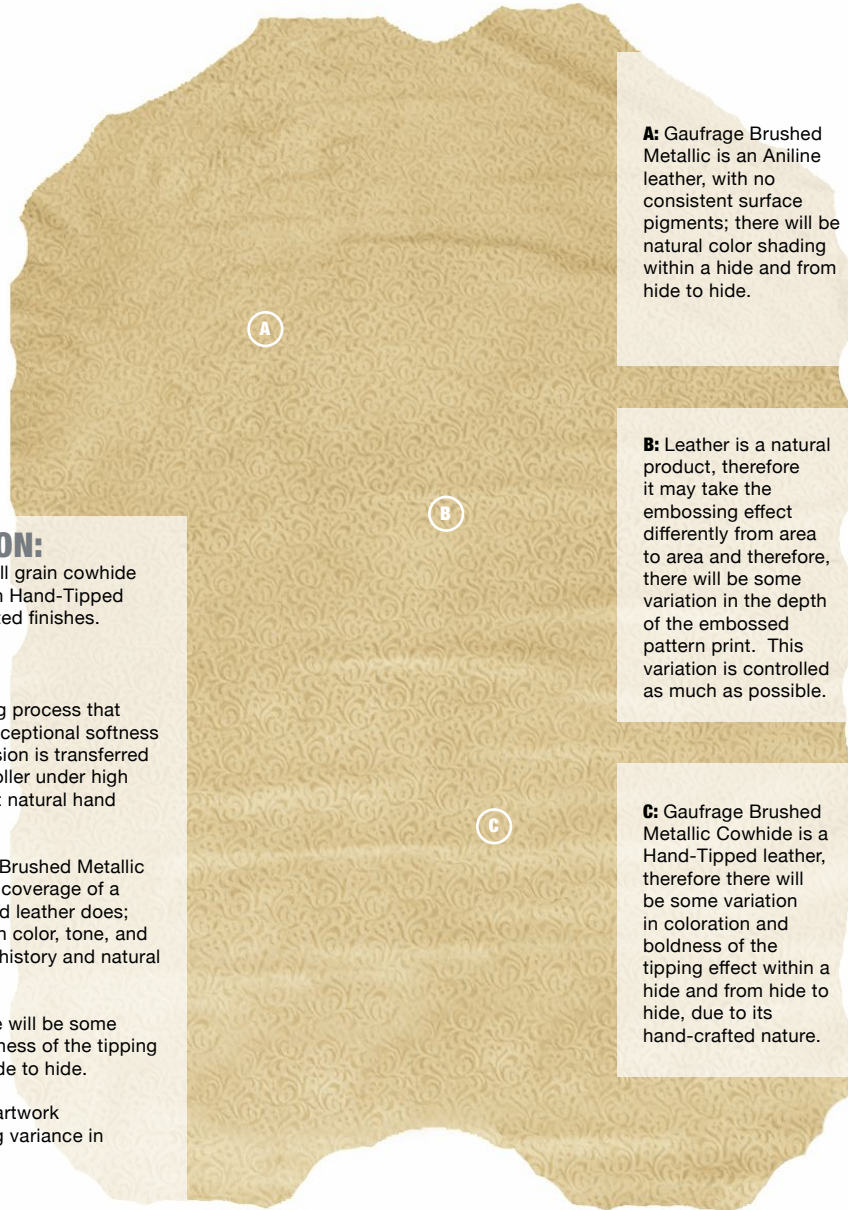 A: Gaufrage Brushed
Metallic is an Aniline
leather, with no
consistent surface
pigments; there will be
natural color shading
within a hide and from
hide to hide.
A
B: Leather is a natural
product, therefore
it may take the
embossing effect
differently from area
to area and therefore,
there will be some
variation in the depth
of the embossed
pattern print.  This
variation is controlled
as much as possible.
B
ON:
ll grain cowhide
n Hand-Tipped
ted finishes.
g process that
ceptional softness
sion is transferred
oller under high
t natural hand
Brushed Metallic
coverage of a
d leather does;
n color, tone, and
history and natural
e will be some
ness of the tipping
de to hide.
artwork
g variance in
C
C: Gaufrage Brushed
Metallic Cowhide is a
Hand-Tipped leather,
therefore there will
be some variation
in coloration and
boldness of the
tipping effect within a
hide and from hide to
hide, due to its
hand-crafted nature.